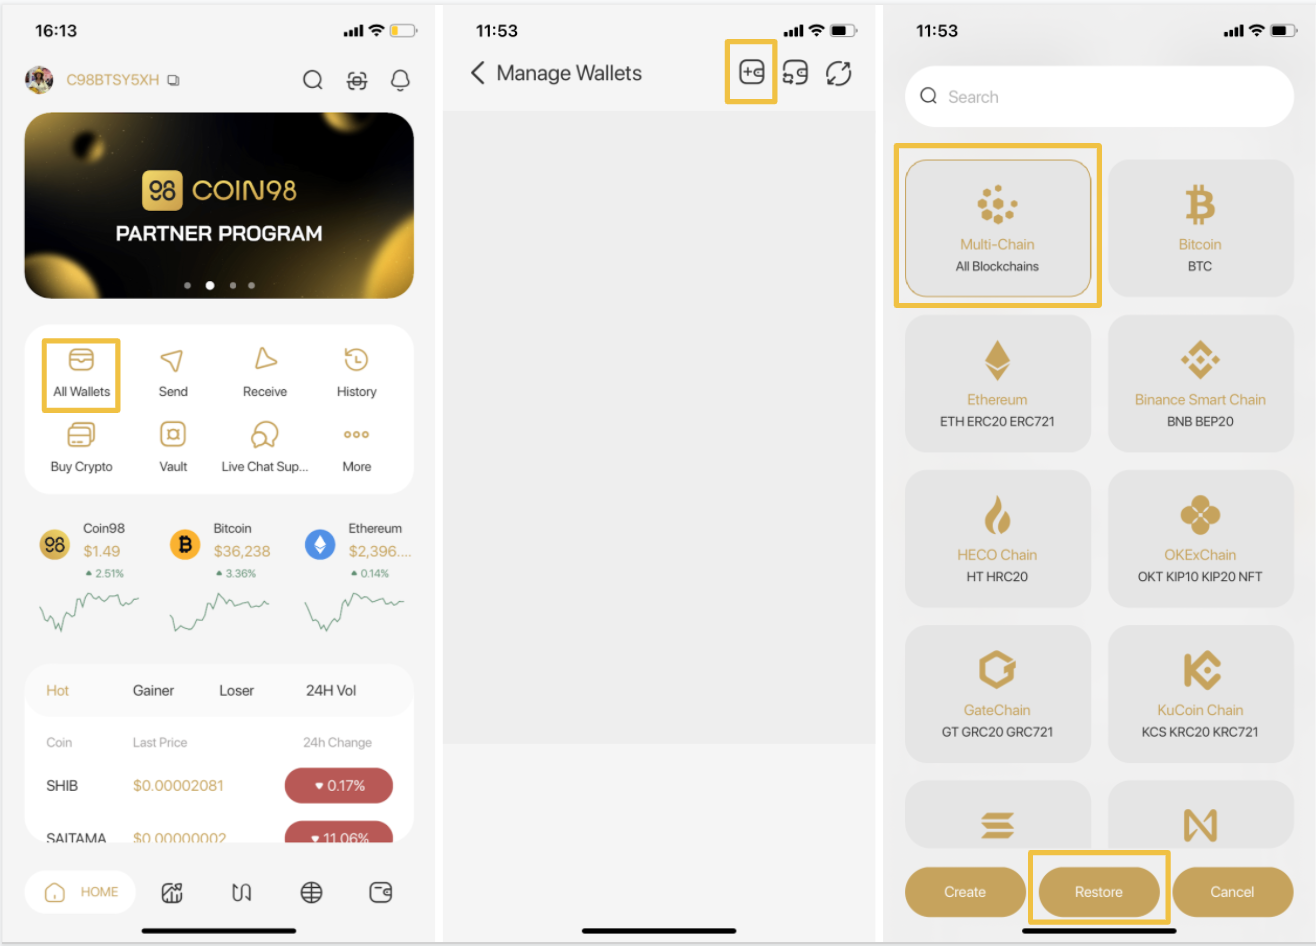 16:13
C98BTSY5XH
98 COIN98
PARTNER PROGRAM
All Wallets
Send
Receive
History
Buy Crypto
Vault
Live Chat Sup...
More
Coin98
$1.49
2.51%
Bitcoin
$36,238
3.36%
Ethereum
$2,396....
0.14%
Hot
Gainer
Loser
24H Vol
Coin
Last Price
24h Change
SHIB
$0.00002081
0.17%
SAITAMA
$0.00000002
11.06%
HOME
11:53
Manage Wallets
11:53
Search
Multi-Chain
All Blockchains
Bitcoin
BTC
Ethereum
ETH ERC20 ERC721
Binance Smart Chain
BNB BEP20
HECO Chain
HT HRC20
OKExChain
OKT KIP10 KIP20 NFT
GateChain
GT GRC20 GRC721
KuCoin Chain
KCS KRC20 KRC721
Create
Restore
Cancel